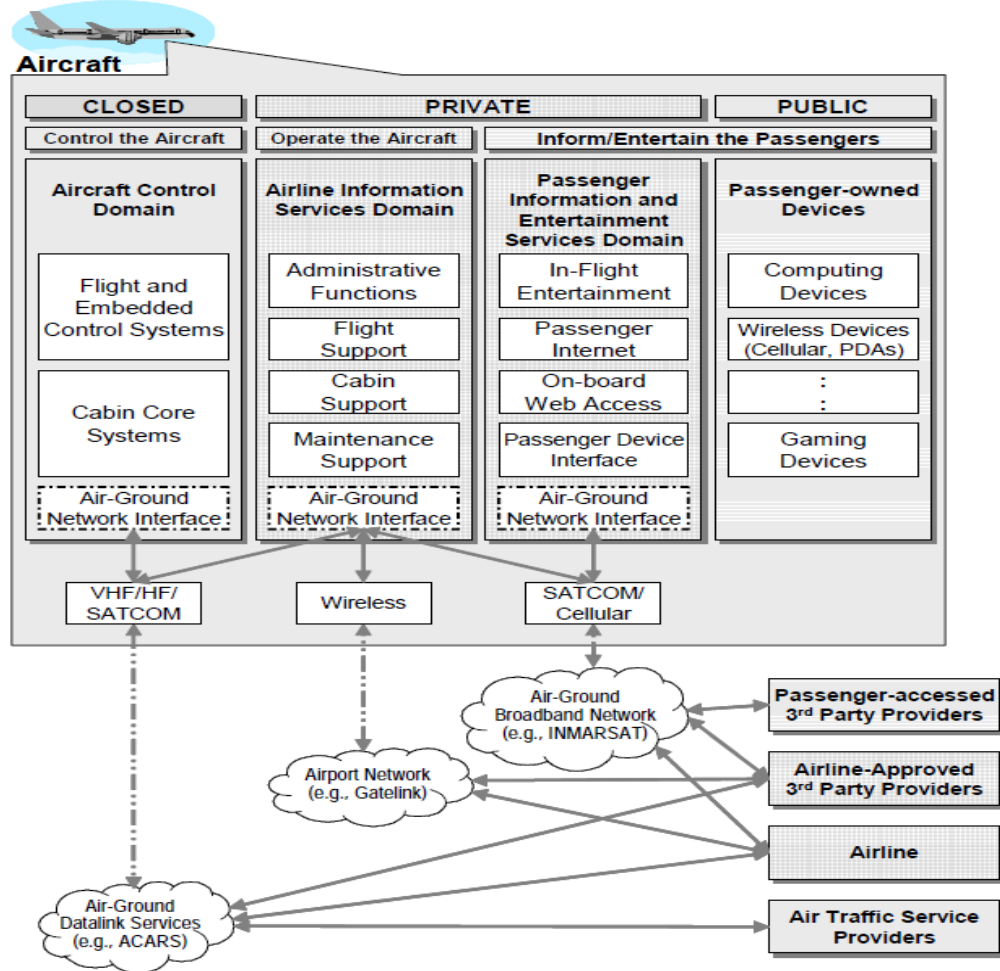 Aircraft
CLOSED
PRIVATE
PUBLIC
Control the Aircraft
Operate the Aircraft
Inform/Entertain the Passengers
Aircraft Control
Domain
Flight and
Embedded
Control Systems
Cabin Core
Systems
Air-Ground
Network Interface
Airline Information
Services Domain
Administrative
Functions
Flight
Support
Cabin
Support
Maintenance
Support
Air-Ground
Network Interface
Passenger
Information and
Entertainment
Services Domain
In-Flight
Entertainment
Passenger
Internet
On-board
Web Access
Passenger Device
Interface
Air-Ground
Network Interface
Passenger-owned
Devices
Computing
Devices
Wireless Devices
(Cellular, PDAs)
:
:
Gaming
Devices
VHF/HF/
SATCOM
Wireless
SATCOM/
Cellular
Air-Ground
Broadband Network
(e.g., INMARSAT)
Airport Network
(e.g., Gatelink)
Air-Ground
Datalink Services
(e.g., ACARS)
Passenger-accessed
3rd Party Providers
Airline-Approved
3rd Party Providers
Airline
Air Traffic Service
Providers